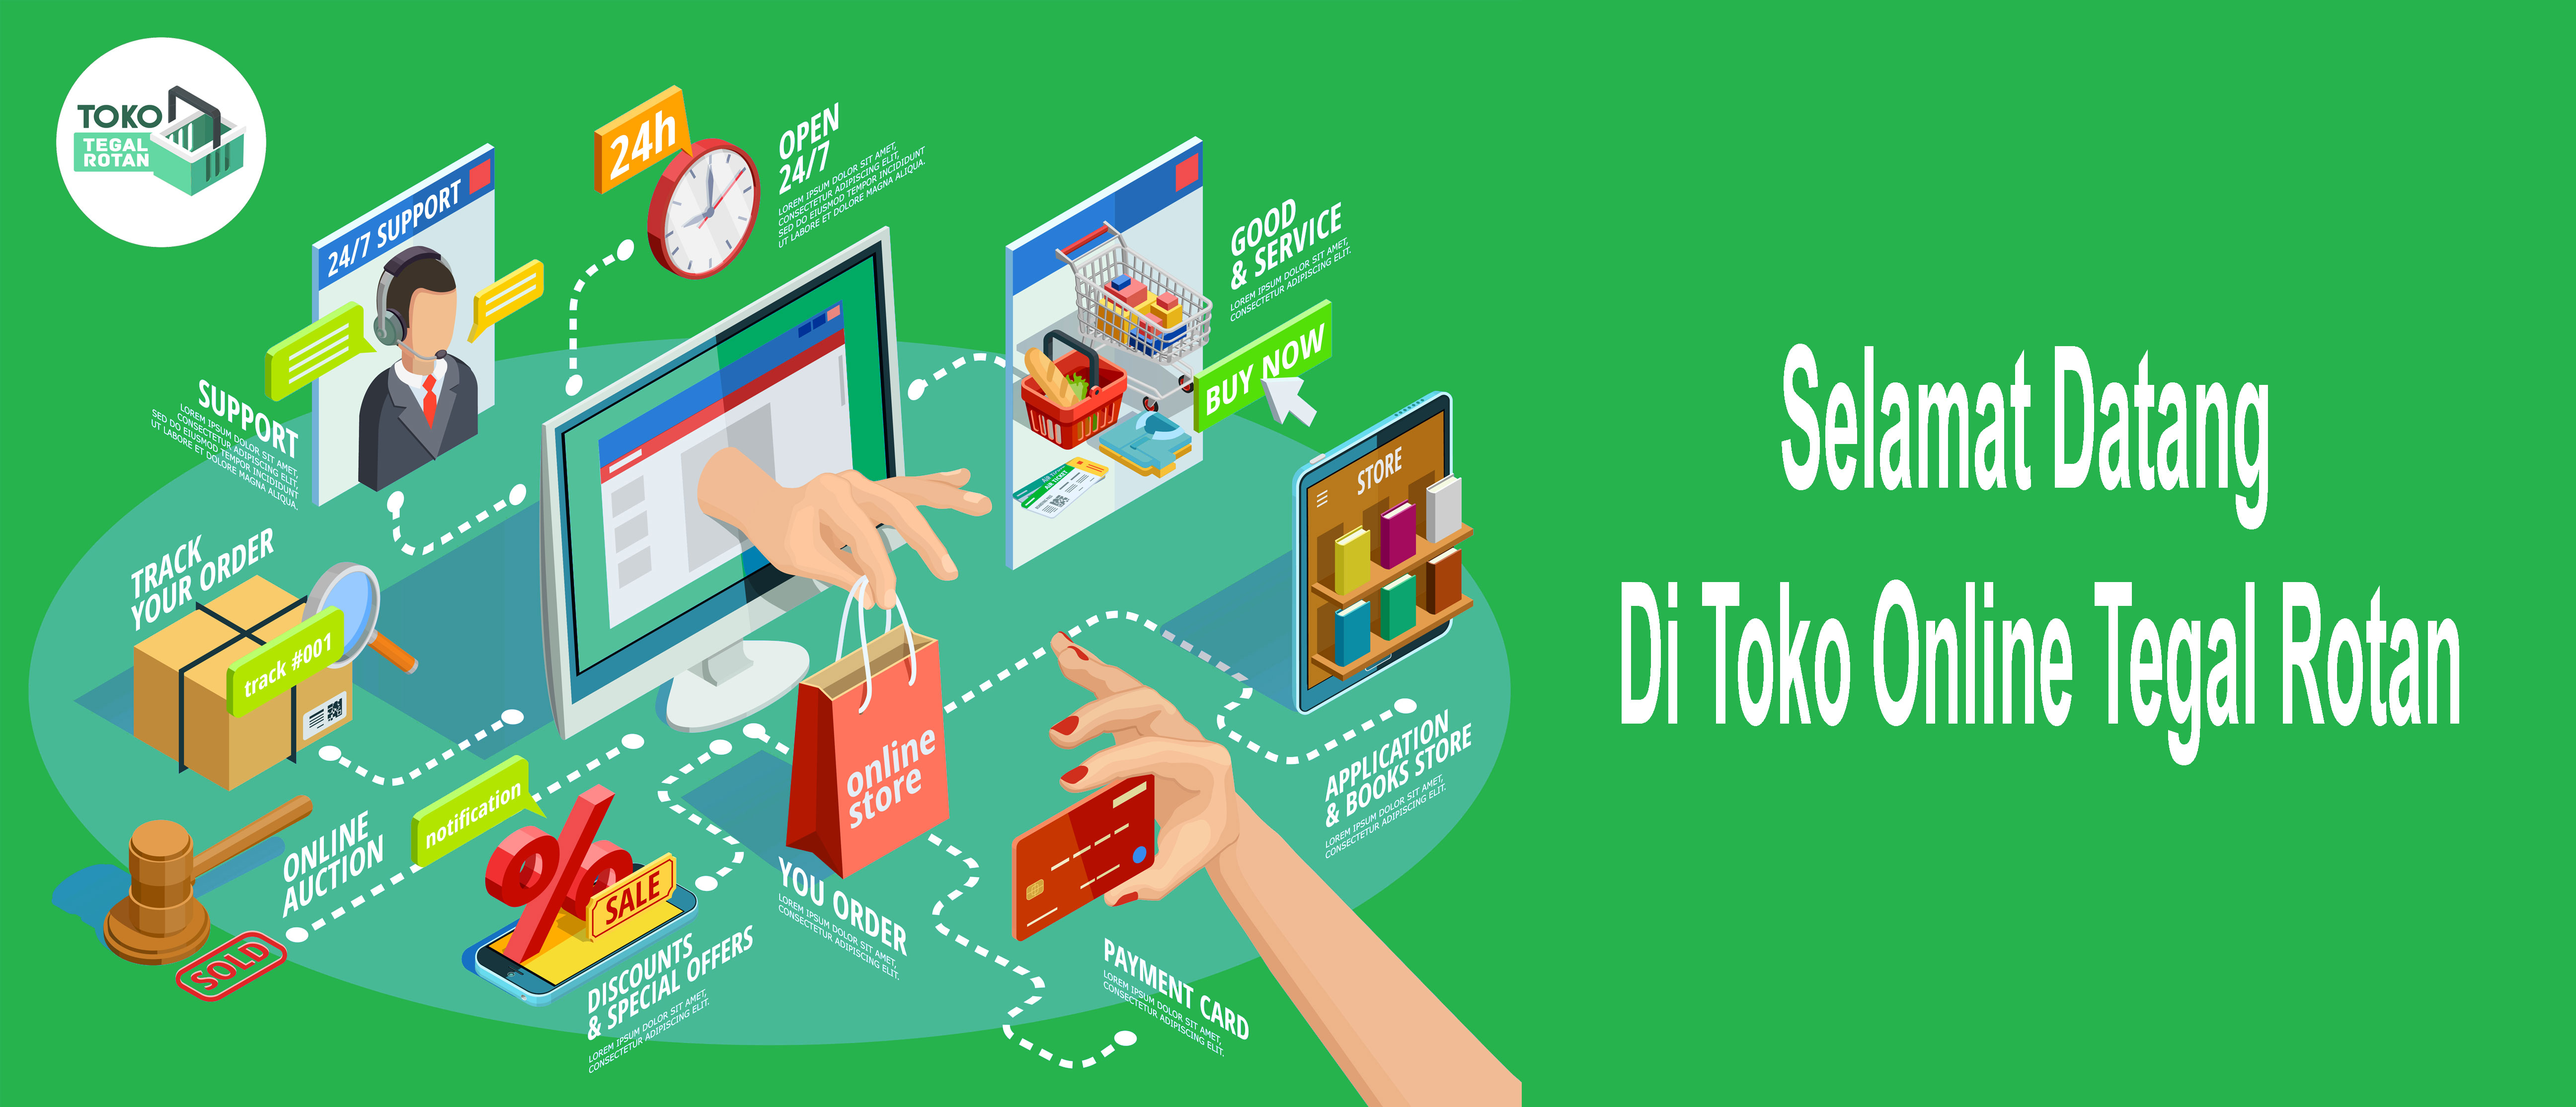 TOKO
TEGAL
ROTAN
24/7 SUPPORT
SUPPORT
LOREM IPSUM DOLOR SIT AMET,
CONSECTETUR ADIPISCING ELIT,
SED DO EIUSMOD TEMPOR INCIDIDUNT
UT LABORE ET DOLORE MAGNA ALIQUA.
24h
OPEN
24/7
LOREM IPSUM DOLOR SIT AMET,
CONSECTETUR ADIPISCING ELIT,
SED DO EIUSMOD TEMPOR INCIDIDUNT
UT LABORE ET DOLORE MAGNA ALIQUA.
GOOD
& SERVICE
LOREM IPSUM DOLOR SIT AMET,
CONSECTETUR ADIPISCING ELIT.
BUY NOW
AIR TICKET
STORE
APPLICATION
& BOOKS STORE
LOREM IPSUM DOLOR SIT AMET,
CONSECTETUR ADIPISCING ELIT.
TRACK
YOUR ORDER
track #001
ONLINE
AUCTION
SOLD
notification
SALE
DISCOUNTS
& SPECIAL OFFERS
LOREM IPSUM DOLOR SIT AMET,
CONSECTETUR ADIPISCING ELIT.
online
store
YOU ORDER
LOREM IPSUM DOLOR SIT AMET,
CONSECTETUR ADIPISCING ELIT.
PAYMENT CARD
LOREM IPSUM DOLOR SIT AMET,
CONSECTETUR ADIPISCING ELIT.
Selamat Datang
Di Toko Online Tegal Rotan